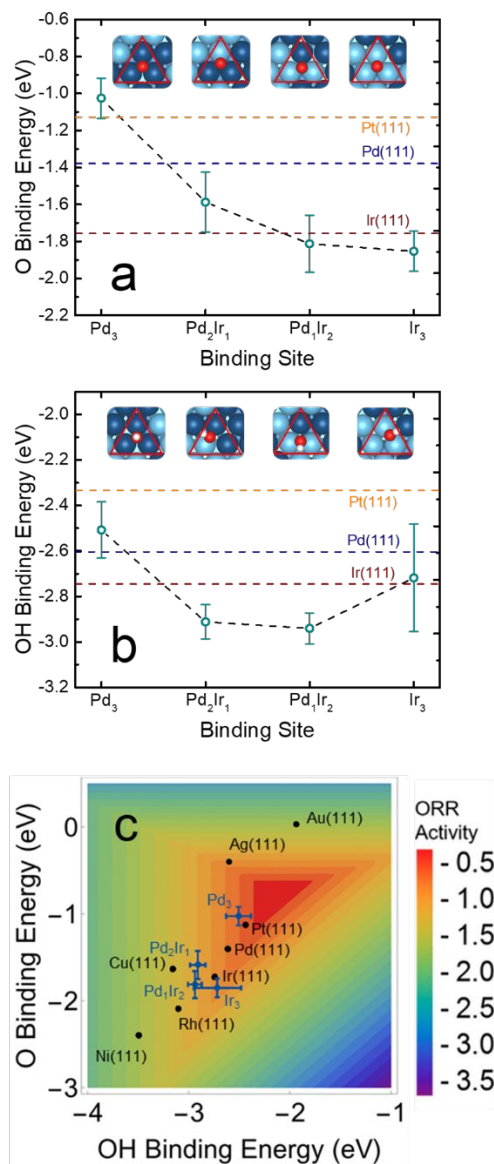 -0.6
-0.8
-1.0
-1.2
-1.4
-1.6
-1.8
-2.0
-2.2
O Binding Energy (eV)
Pt(111)
Pd(111)
Ir(111)
a
Pd₃
Pd₂Ir₁
Pd₁Ir₂
Ir₃
Binding Site
-2.0
-2.2
-2.4
-2.6
-2.8
-3.0
-3.2
OH Binding Energy (eV)
Pt(111)
Pd(111)
Ir(111)
b
Pd₃
Pd₂Ir₁
Pd₁Ir₂
Ir₃
Binding Site
c
O Binding Energy (eV)
0
−1
−2
−3
Au(111)
Ag(111)
Pd₃
Pt(111)
Pd₂Ir₁
Pd(111)
Cu(111)
Ir(111)
Pd₁Ir₂
Ir₃
Rh(111)
Ni(111)
−4
−3
−2
−1
OH Binding Energy (eV)
ORR
Activity
- 0.5
- 1.0
- 1.5
- 2.0
- 2.5
- 3.0
- 3.5